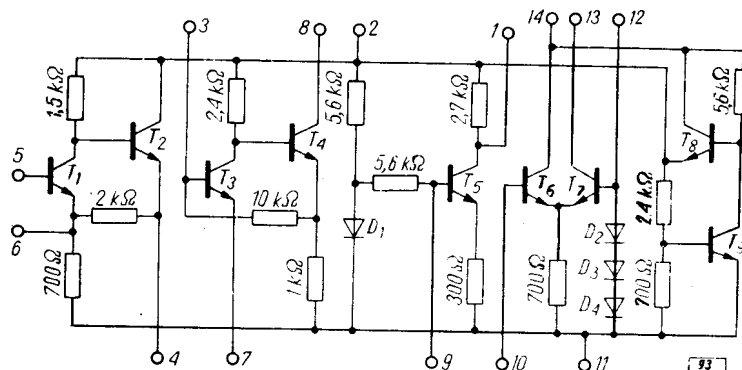 3 8 2 1 14 13 12
1,5 kΩ
2,4 kΩ
5,6 kΩ
2,7 kΩ
5,6 kΩ
T₁ T₂ T₃ T₄ T₅ T₆ T₇ T₈
5
5,6 kΩ
2 kΩ
10 kΩ
D₁
D₂
2,4 kΩ
6
700 Ω
1 kΩ
300 Ω
700 Ω
D₃
D₄
700 Ω
4 7 9 10 11
93